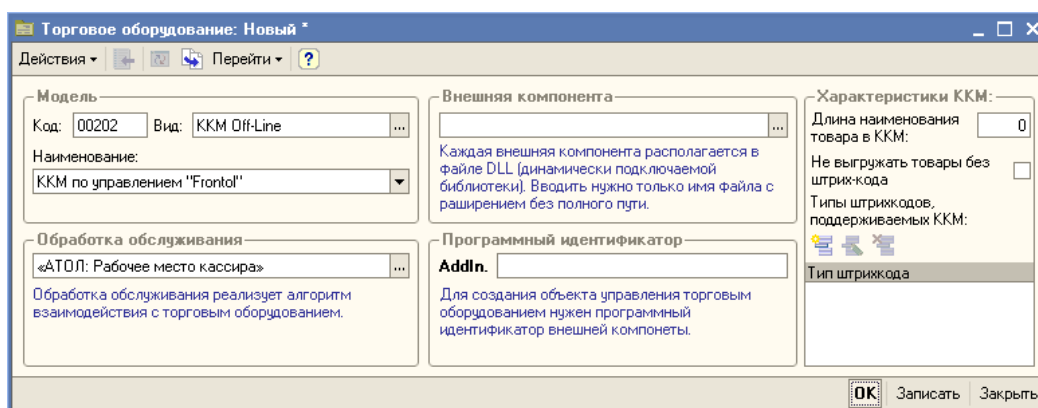 Торговое оборудование: Новый *
Действия Перейти ?
Модель
Код: 00202 Вид: ККМ Off-Line ...
Наименование:
ККМ по управлением "Frontol"
Внешняя компонента
...
Каждая внешняя компонента располагается в
файле DLL (динамически подключаемой
библиотеки). Вводить нужно только имя файла с
раширением без полного пути.
Характеристики ККМ:
Длина наименования
товара в ККМ: 0
Не выгружать товары без
штрих-кода
Типы штрихкодов,
поддерживаемых ККМ:
Тип штрихкода
Обработка обслуживания
«АТОЛ: Рабочее место кассира» ...
Обработка обслуживания реализует алгоритм
взаимодействия с торговым оборудованием.
Программный идентификатор
AddIn.
Для создания объекта управления торговым
оборудованием нужен программный
идентификатор внешней компонеты.
OK Записать Закрыть